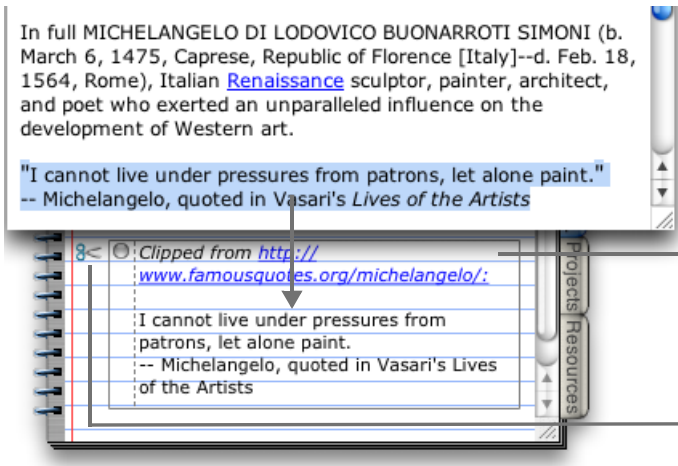 In full MICHELANGELO DI LODOVICO BUONARROTI SIMONI (b.
March 6, 1475, Caprese, Republic of Florence [Italy]--d. Feb. 18,
1564, Rome), Italian Renaissance sculptor, painter, architect,
and poet who exerted an unparalleled influence on the
development of Western art.
"I cannot live under pressures from patrons, let alone paint."
-- Michelangelo, quoted in Vasari's Lives of the Artists
Clipped from http://
www.famousquotes.org/michelangelo/:
I cannot live under pressures from
patrons, let alone paint.
-- Michelangelo, quoted in Vasari's Lives
of the Artists
Projects
Resources